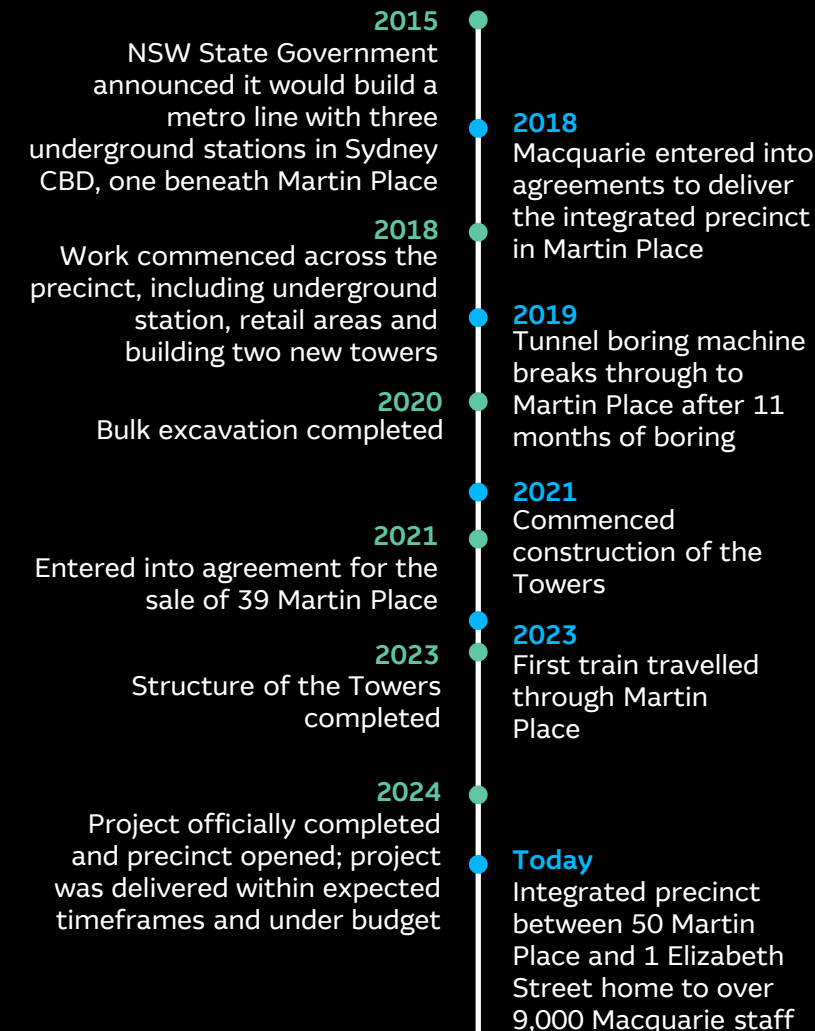 2015
NSW State Government
announced it would build a
metro line with three
underground stations in Sydney
CBD, one beneath Martin Place
2018
Macquarie entered into
agreements to deliver
the integrated precinct
in Martin Place
2018
Work commenced across the
precinct, including underground
station, retail areas and
building two new towers
2019
Tunnel boring machine
breaks through to
Martin Place after 11
months of boring
2020
Bulk excavation completed
2021
Commenced
construction of the
Towers
2021
Entered into agreement for the
sale of 39 Martin Place
2023
First train travelled
through Martin
Place
2023
Structure of the Towers
completed
2024
Project officially completed
and precinct opened; project
was delivered within expected
timeframes and under budget
Today
Integrated precinct
between 50 Martin
Place and 1 Elizabeth
Street home to over
9,000 Macquarie staff